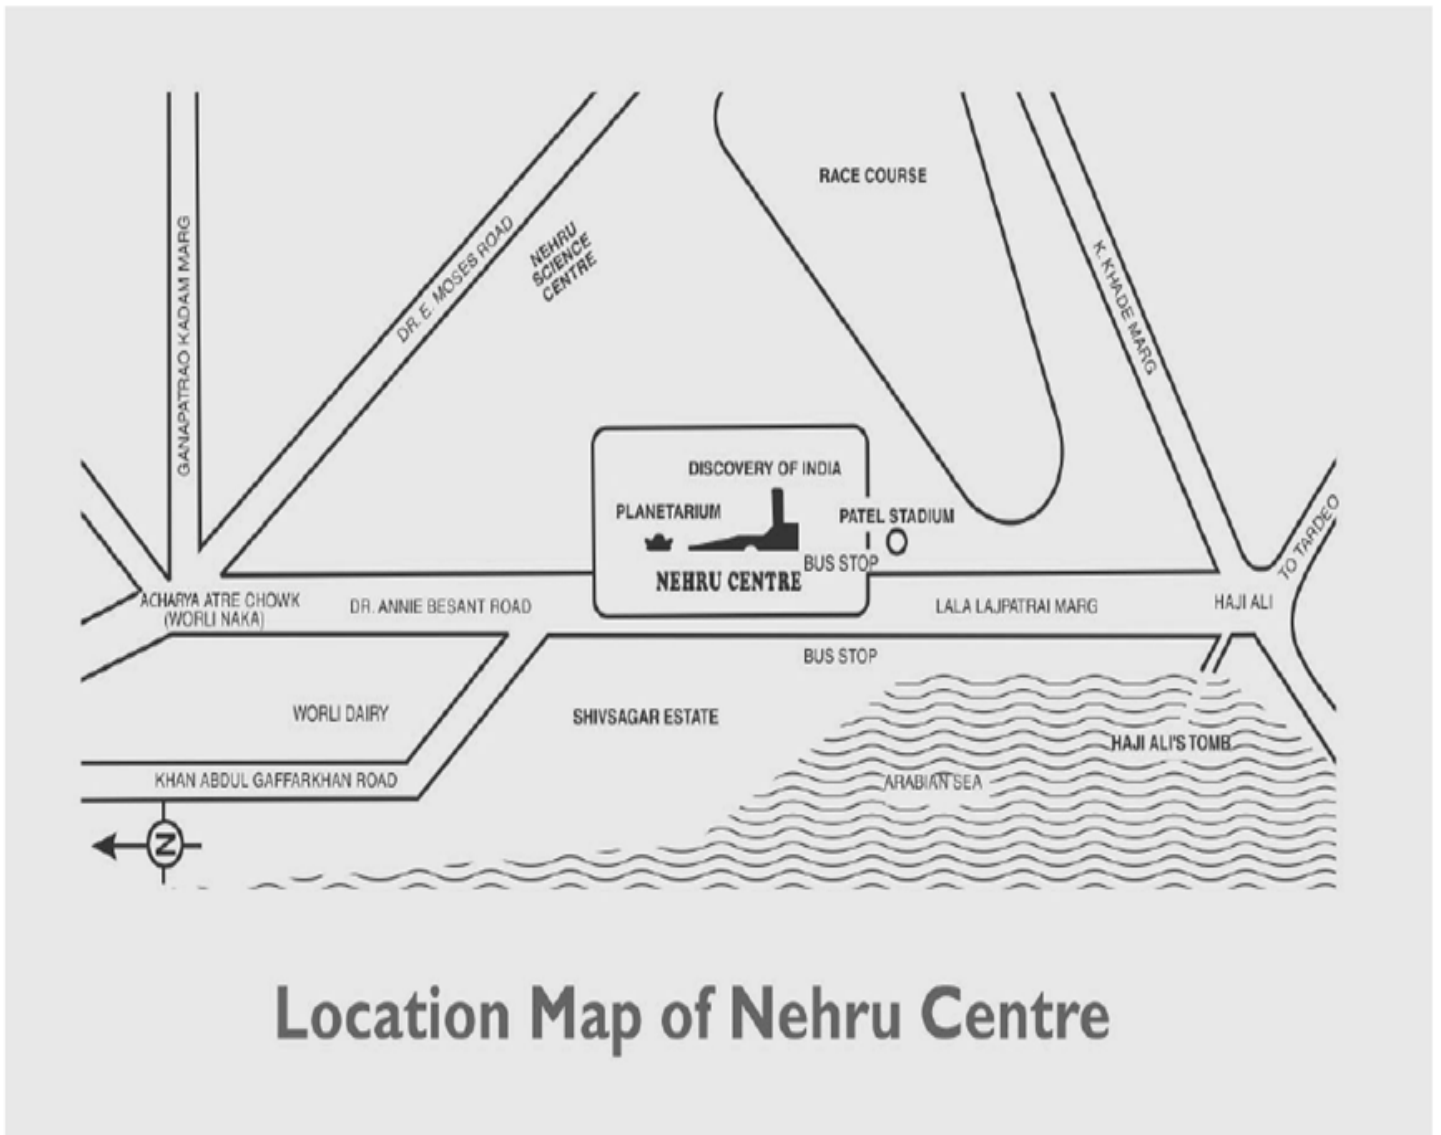 RACE COURSE
GANAPATRAO KADAM MARG
DR. E. MOSES ROAD
NEHRU
SCIENCE
CENTRE
K. KHADE MARG
DISCOVERY OF INDIA
PLANETARIUM
PATEL STADIUM
BUS STOP
NEHRU CENTRE
TO TARDEO
ACHARYA ATRE CHOWK
(WORLI NAKA)
DR. ANNIE BESANT ROAD
LALA LAJPATRAI MARG
HAJI ALI
BUS STOP
WORLI DAIRY
SHIVSAGAR ESTATE
HAJI ALI'S TOMB
KHAN ABDUL GAFFARKHAN ROAD
ARABIAN SEA
N
Location Map of Nehru Centre